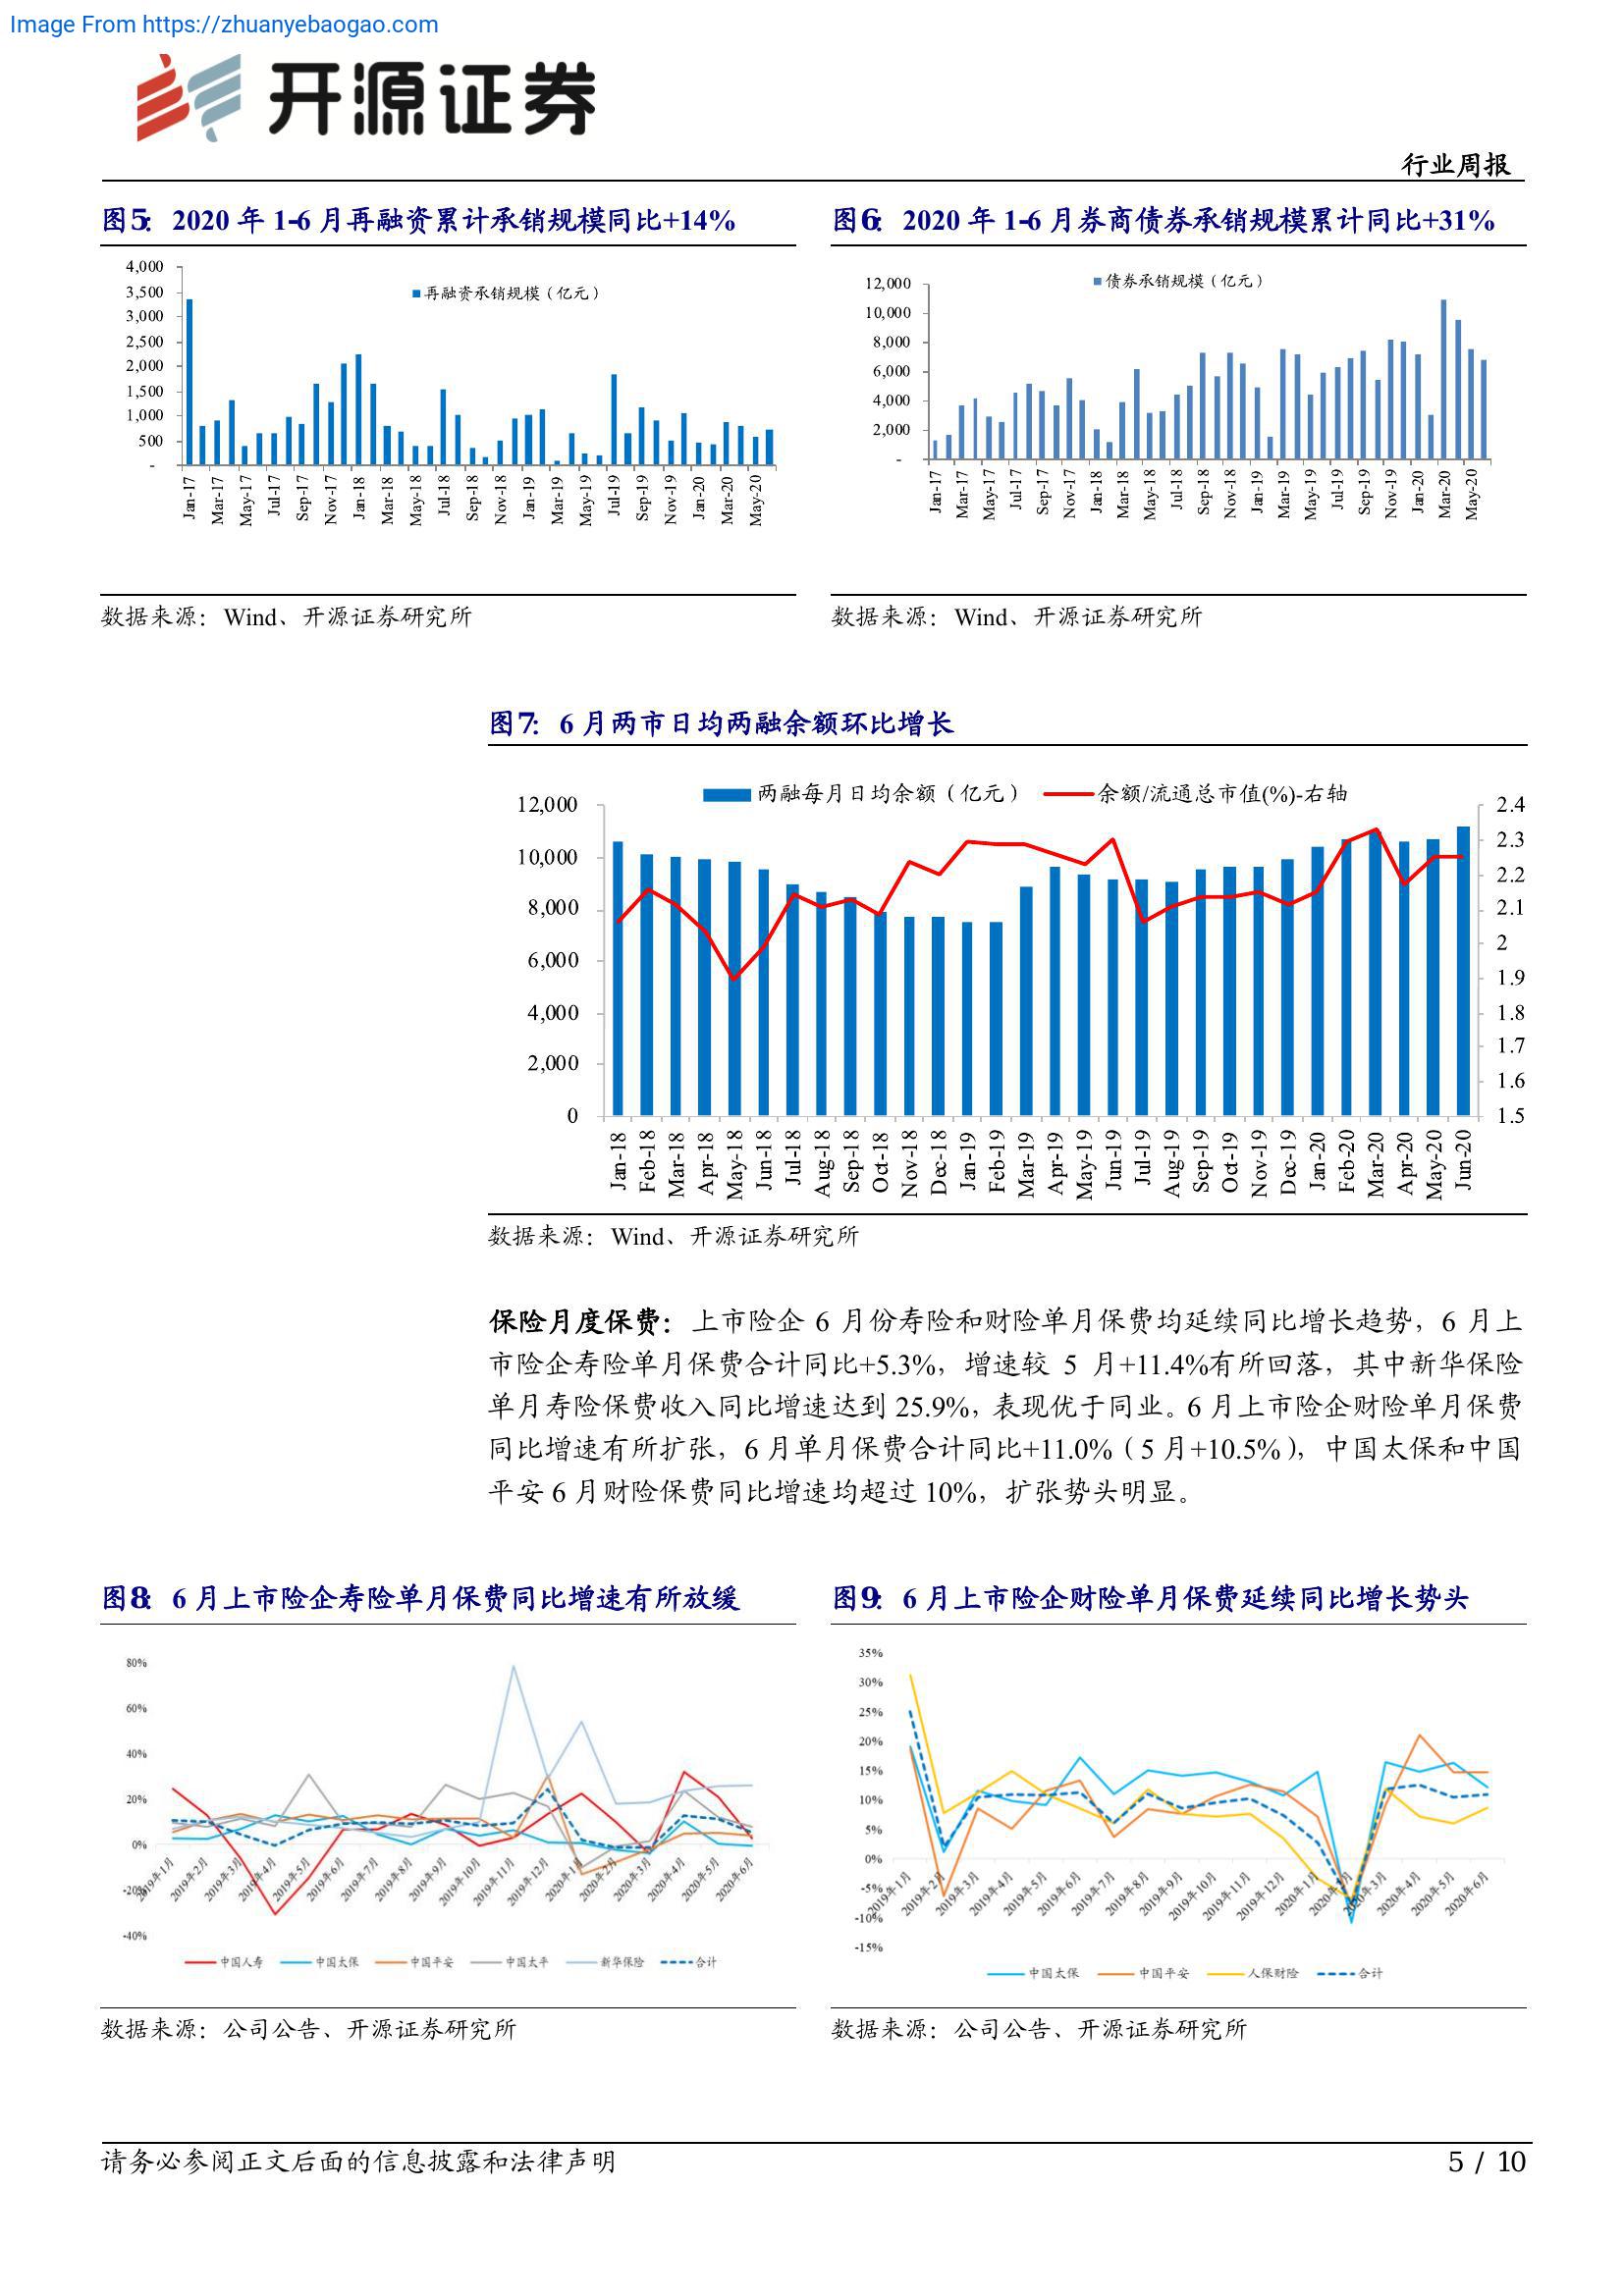 Image From https://zhuanyebaogao.com
开源证券
行业周报
图5： 2020 年 1-6 月再融资累计承销规模同比+14%
4,000
3,500
3,000
2,500
2,000
1,500
1,000
500
-
再融资承销规模（亿元）
Jan-17 Mar-17 May-17 Jul-17 Sep-17 Nov-17 Jan-18 Mar-18 May-18 Jul-18 Sep-18 Nov-18 Jan-19 Mar-19 May-19 Jul-19 Sep-19 Nov-19 Jan-20 Mar-20 May-20
数据来源：Wind、开源证券研究所
图6： 2020 年 1-6 月券商债券承销规模累计同比+31%
12,000
10,000
8,000
6,000
4,000
2,000
-
债券承销规模（亿元）
Jan-17 Mar-17 May-17 Jul-17 Sep-17 Nov-17 Jan-18 Mar-18 May-18 Jul-18 Sep-18 Nov-18 Jan-19 Mar-19 May-19 Jul-19 Sep-19 Nov-19 Jan-20 Mar-20 May-20
数据来源：Wind、开源证券研究所
图7： 6 月两市日均两融余额环比增长
两融每月日均余额（亿元） 余额/流通总市值(%)-右轴
12,000
10,000
8,000
6,000
4,000
2,000
0
2.4
2.3
2.2
2.1
2
1.9
1.8
1.7
1.6
1.5
Jan-18 Feb-18 Mar-18 Apr-18 May-18 Jun-18 Jul-18 Aug-18 Sep-18 Oct-18 Nov-18 Dec-18 Jan-19 Feb-19 Mar-19 Apr-19 May-19 Jun-19 Jul-19 Aug-19 Sep-19 Oct-19 Nov-19 Dec-19 Jan-20 Feb-20 Mar-20 Apr-20 May-20 Jun-20
数据来源：Wind、开源证券研究所
保险月度保费：上市险企 6 月份寿险和财险单月保费均延续同比增长趋势，6 月上
市险企寿险单月保费合计同比+5.3%，增速较 5 月+11.4%有所回落，其中新华保险
单月寿险保费收入同比增速达到 25.9%，表现优于同业。6 月上市险企财险单月保费
同比增速有所扩张，6 月单月保费合计同比+11.0%（5 月+10.5%），中国太保和中国
平安 6 月财险保费同比增速均超过 10%，扩张势头明显。
图8： 6 月上市险企寿险单月保费同比增速有所放缓
80%
60%
40%
20%
0%
-20%
-40%
2019年1月 2019年2月 2019年3月 2019年4月 2019年5月 2019年6月 2019年7月 2019年8月 2019年9月 2019年10月 2019年11月 2019年12月 2020年1月 2020年2月 2020年3月 2020年4月 2020年5月 2020年6月
中国人寿 中国太保 中国平安 中国太平 新华保险 合计
数据来源：公司公告、开源证券研究所
图9： 6 月上市险企财险单月保费延续同比增长势头
35%
30%
25%
20%
15%
10%
5%
0%
-5%
-10%
-15%
2019年1月 2019年2月 2019年3月 2019年4月 2019年5月 2019年6月 2019年7月 2019年8月 2019年9月 2019年10月 2019年11月 2019年12月 2020年1月 2020年2月 2020年3月 2020年4月 2020年5月 2020年6月
中国太保 中国平安 人保财险 合计
数据来源：公司公告、开源证券研究所
请务必参阅正文后面的信息披露和法律声明
5 / 10